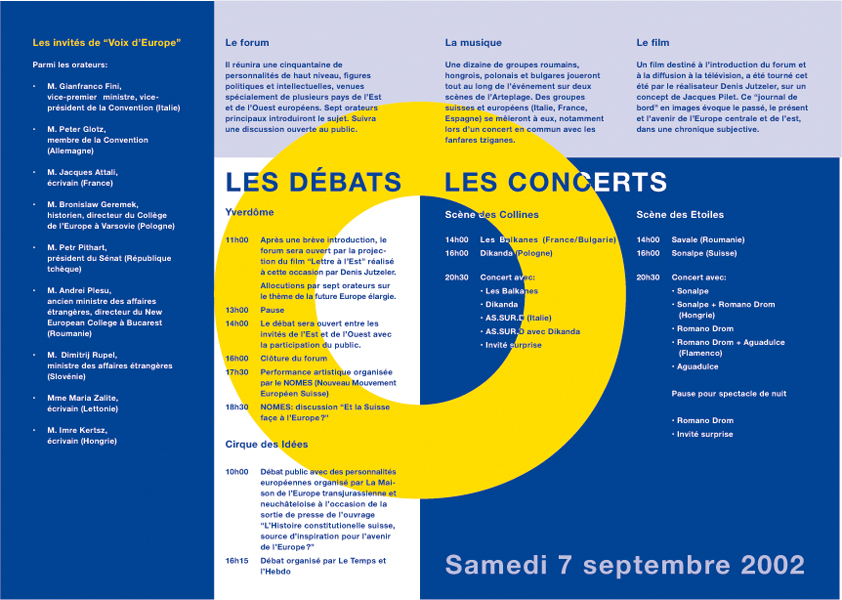 Les invités de “Voix d’Europe”
Parmi les orateurs:
• M. Gianfranco Fini,
vice-premier ministre, vice-
président de la Convention (Italie)
• M. Peter Glotz,
membre de la Convention
(Allemagne)
• M. Jacques Attali,
écrivain (France)
• M. Bronislaw Geremek,
historien, directeur du Collège
de l’Europe à Varsovie (Pologne)
• M. Petr Pithart,
président du Sénat (République
tchèque)
• M. Andrei Plesu,
ancien ministre des affaires
étrangères, directeur du New
European College à Bucarest
(Roumanie)
• M. Dimitrij Rupel,
ministre des affaires étrangères
(Slovénie)
• Mme Maria Zalite,
écrivain (Lettonie)
• M. Imre Kertsz,
écrivain (Hongrie)
Le forum
Il réunira une cinquantaine de
personnalités de haut niveau, figures
politiques et intellectuelles, venues
spécialement de plusieurs pays de l’Est
et de l’Ouest européens. Sept orateurs
principaux introduiront le sujet. Suivra
une discussion ouverte au public.
La musique
Une dizaine de groupes roumains,
hongrois, polonais et bulgares joueront
tout au long de l’événement sur deux
scènes de l’Arteplage. Des groupes
suisses et européens (Italie, France,
Espagne) se mêleront à eux, notamment
lors d’un concert en commun avec les
fanfares tziganes.
Le film
Un film destiné à l’introduction du forum et
à la diffusion à la télévision, a été tourné cet
été par le réalisateur Denis Jutzeler, sur un
concept de Jacques Pilet. Ce “journal de
bord” en images évoque le passé, le présent
et l’avenir de l’Europe centrale et de l’est,
dans une chronique subjective.
LES DÉBATS
Yverdôme
11h00 Après une brève introduction, le
forum sera ouvert par la projec-
tion du film “Lettre à l’Est” réalisé
à cette occasion par Denis Jutzeler.
Allocutions par sept orateurs sur
le thème de la future Europe élargie.
13h00 Pause
14h00 Le débat sera ouvert entre les
invités de l’Est et de l’Ouest avec
la participation du public.
16h00 Clôture du forum
17h30 Performance artistique organisée
par le NOMES (Nouveau Mouvement
Européen Suisse)
18h30 NOMES: discussion “Et la Suisse
façe à l’Europe?”
Cirque des Idées
10h00 Débat public avec des personnalités
européennes organisé par La Mai-
son de l’Europe transjurassienne et
neuchâteloise à l’occasion de la
sortie de presse de l’ouvrage
“L’Histoire constitutionelle suisse,
source d’inspiration pour l’avenir
de l’Europe?”
16h15 Débat organisé par Le Temps et
l’Hebdo
LES CONCERTS
Scène des Collines
14h00 Les Balkanes (France/Bulgarie)
16h00 Dikanda (Pologne)
20h30 Concert avec:
• Les Balkanes
• Dikanda
• AS.SUR.D (Italie)
• AS.SUR.D avec Dikanda
• Invité surprise
Scène des Etoiles
14h00 Savale (Roumanie)
16h00 Sonalpe (Suisse)
20h30 Concert avec:
• Sonalpe
• Sonalpe + Romano Drom
(Hongrie)
• Romano Drom
• Romano Drom + Aguadulce
(Flamenco)
• Aguadulce
Pause pour spectacle de nuit
• Romano Drom
• Invité surprise
Samedi 7 septembre 2002